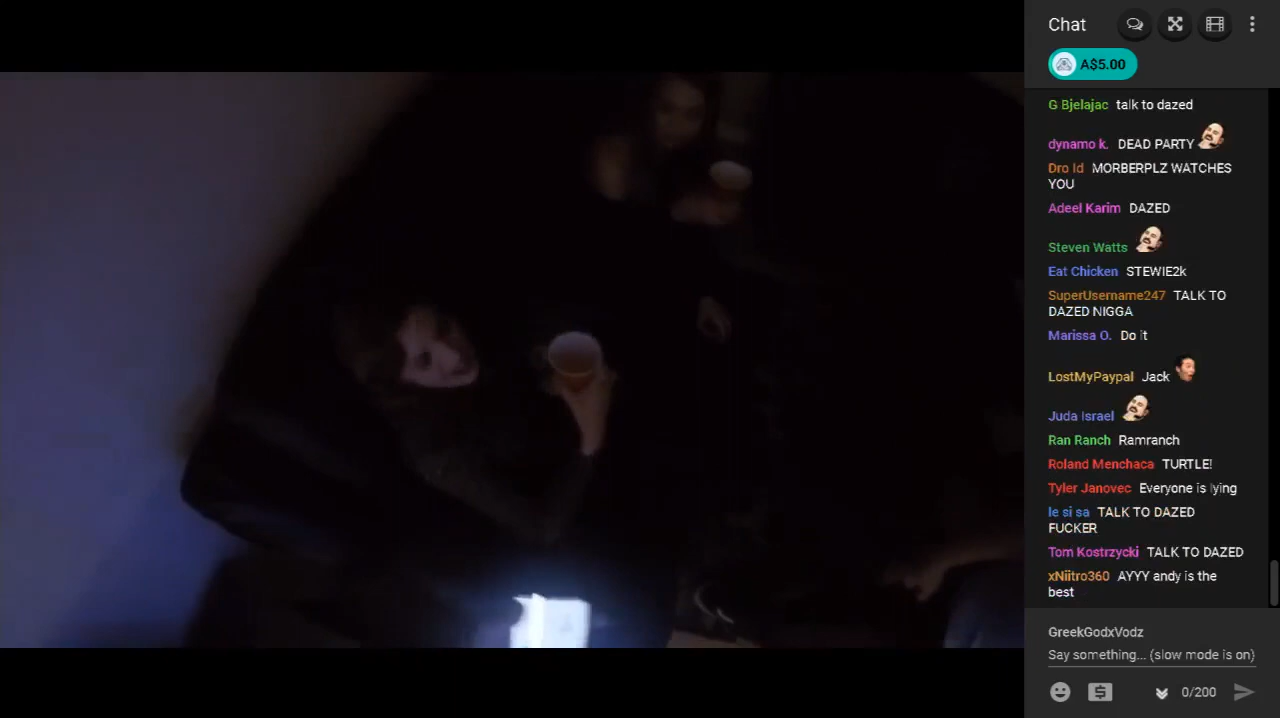 Chat
A$5.00
G Bjelajac talk to dazed
dynamo k. DEAD PARTY
Dro Id MORBERPLZ WATCHES
YOU
Adeel Karim DAZED
Steven Watts
Eat Chicken STEWIE2k
SuperUsername247 TALK TO
DAZED NIGGA
Marissa O. Do it
LostMyPaypal Jack
Juda Israel
Ran Ranch Ramranch
Roland Menchaca TURTLE!
Tyler Janovec Everyone is lying
le si sa TALK TO DAZED
FUCKER
Tom Kostrzycki TALK TO DAZED
xNiitro360 AYYY andy is the
best
GreekGodxVodz
Say something... (slow mode is on)
0/200